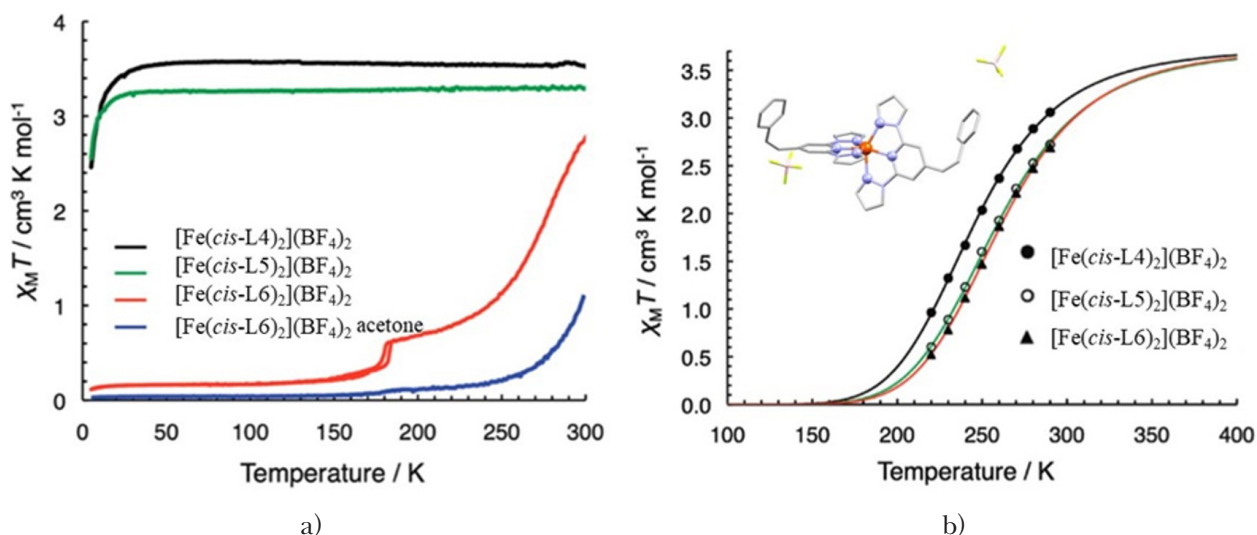 4
3
2
1
0
χMT / cm³ K mol⁻¹
[Fe(cis-L4)₂](BF₄)₂
[Fe(cis-L5)₂](BF₄)₂
[Fe(cis-L6)₂](BF₄)₂
[Fe(cis-L6)₂](BF₄)₂ acetone
0 50 100 150 200 250 300
Temperature / K
a)
3.5
3.0
2.5
2.0
1.5
1.0
0.5
0.0
χMT / cm³ K mol⁻¹
[Fe(cis-L4)₂](BF₄)₂
[Fe(cis-L5)₂](BF₄)₂
[Fe(cis-L6)₂](BF₄)₂
100 150 200 250 300 350 400
Temperature / K
b)